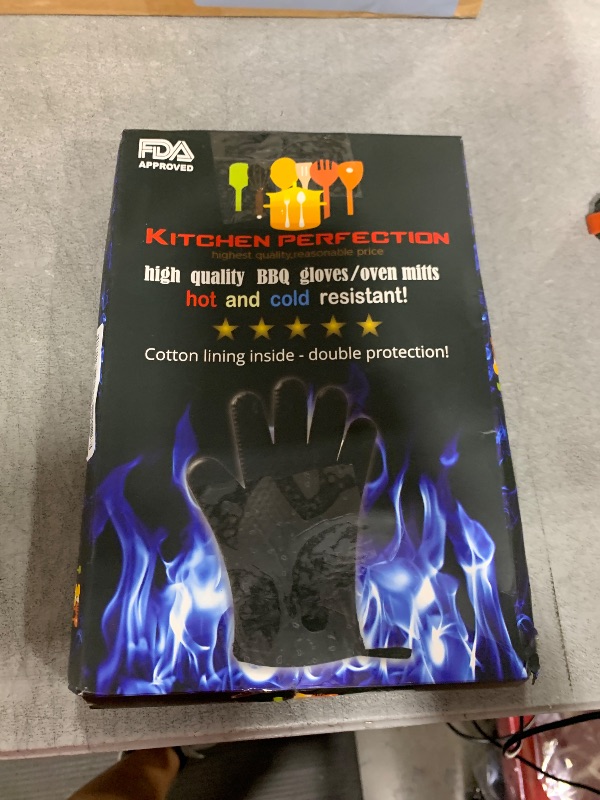 FDA
APPROVED
KITCHEN PERFECTION
highest quality,reasonable price
high quality BBQ gloves/oven mitts
hot and cold resistant!
Cotton lining inside - double protection!